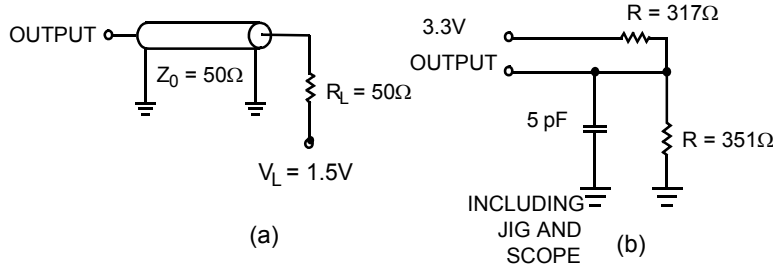 OUTPUT
Z0 = 50Ω
RL = 50Ω
VL = 1.5V
(a)
3.3V
OUTPUT
R = 317Ω
5 pF
R = 351Ω
INCLUDING
JIG AND
SCOPE
(b)